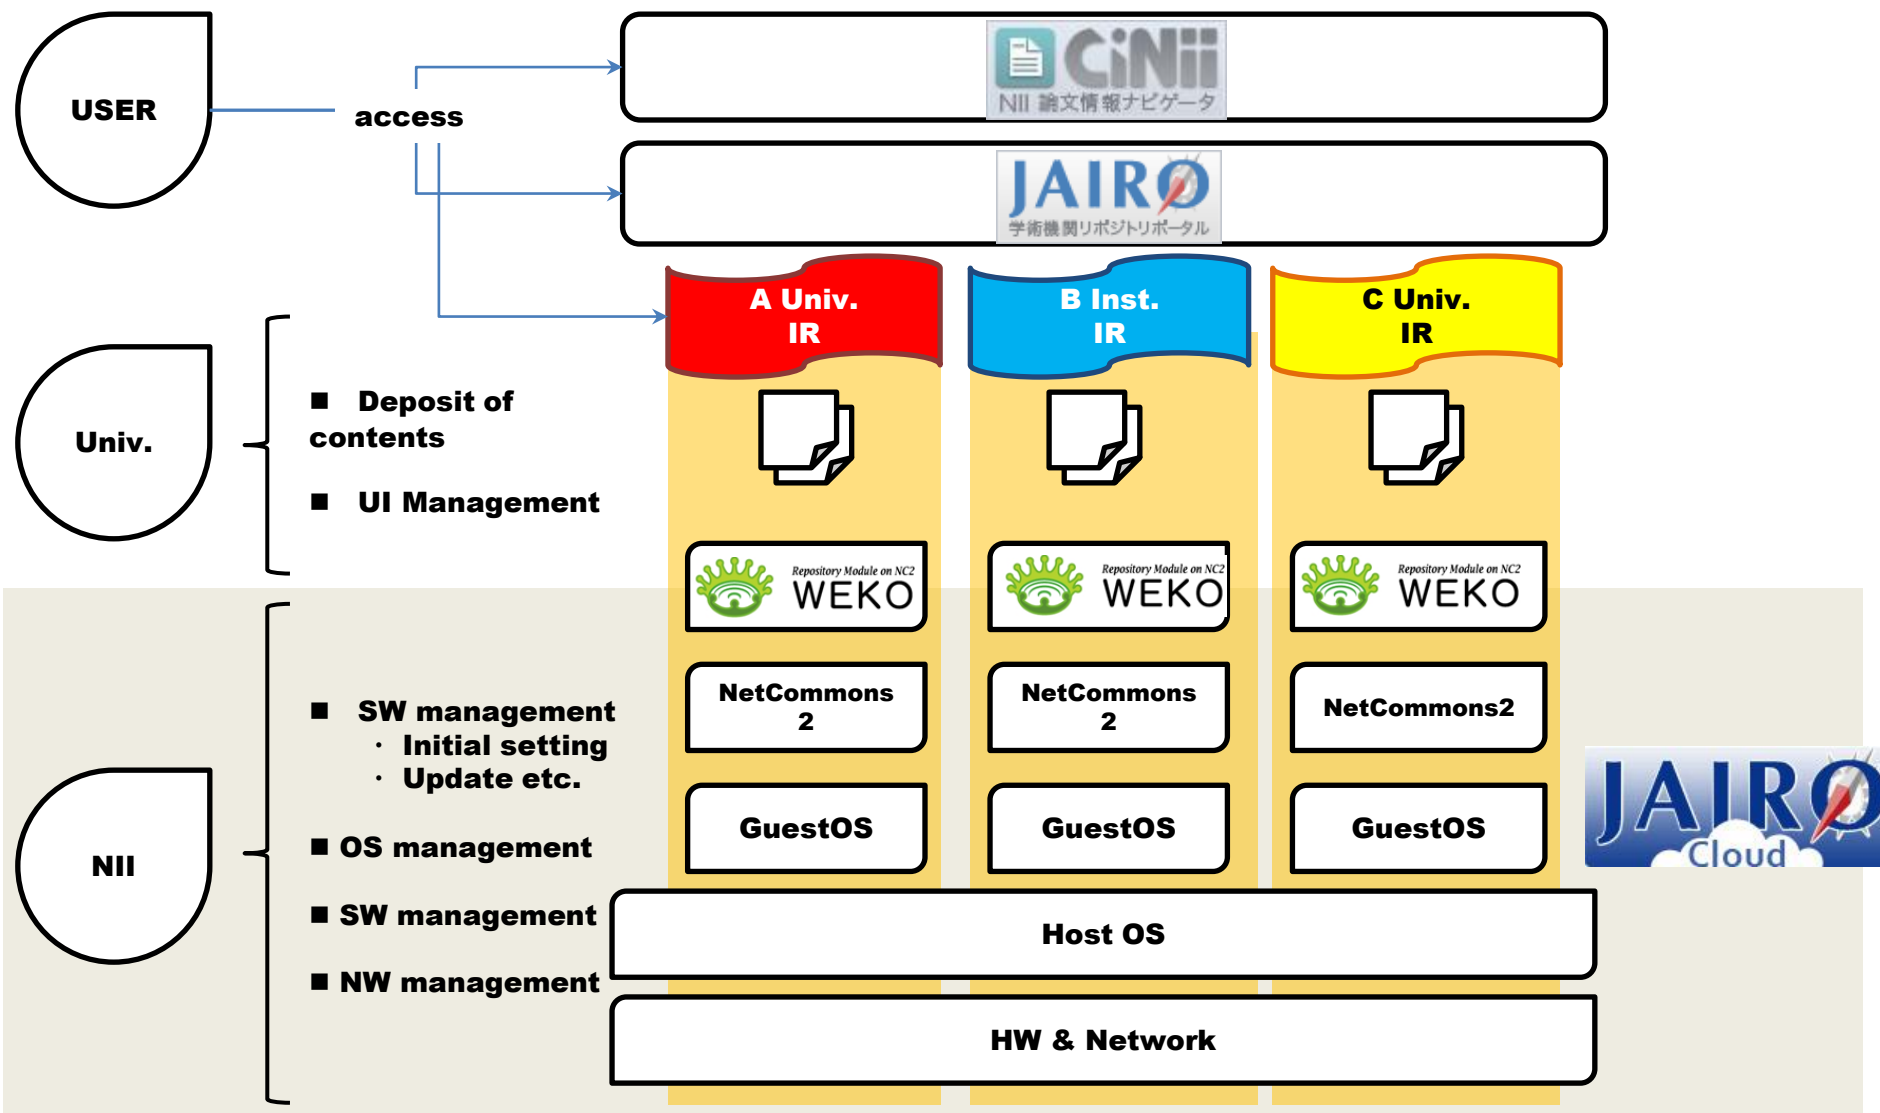 USER
access
CiNii
NII 論文情報ナビゲータ
JAIRO
学術機関リポジトリポータル
A Univ.
IR
B Inst.
IR
C Univ.
IR
Univ.
■ Deposit of
contents
■ UI Management
Repository Module on NC2
WEKO
Repository Module on NC2
WEKO
Repository Module on NC2
WEKO
NII
■ SW management
・ Initial setting
・ Update etc.
■ OS management
■ SW management
■ NW management
NetCommons
2
NetCommons
2
NetCommons2
GuestOS
GuestOS
GuestOS
JAIRO
Cloud
Host OS
HW & Network